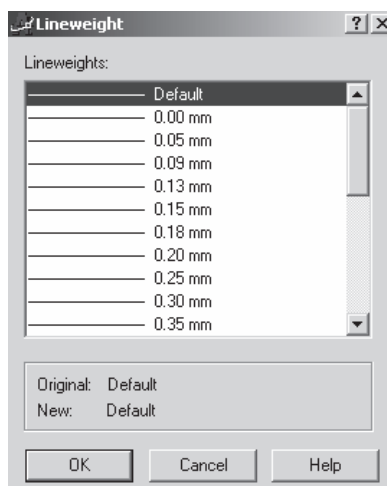 Lineweight
Lineweights:
Default
0.00 mm
0.05 mm
0.09 mm
0.13 mm
0.15 mm
0.18 mm
0.20 mm
0.25 mm
0.30 mm
0.35 mm
Original: Default
New: Default
OK Cancel Help